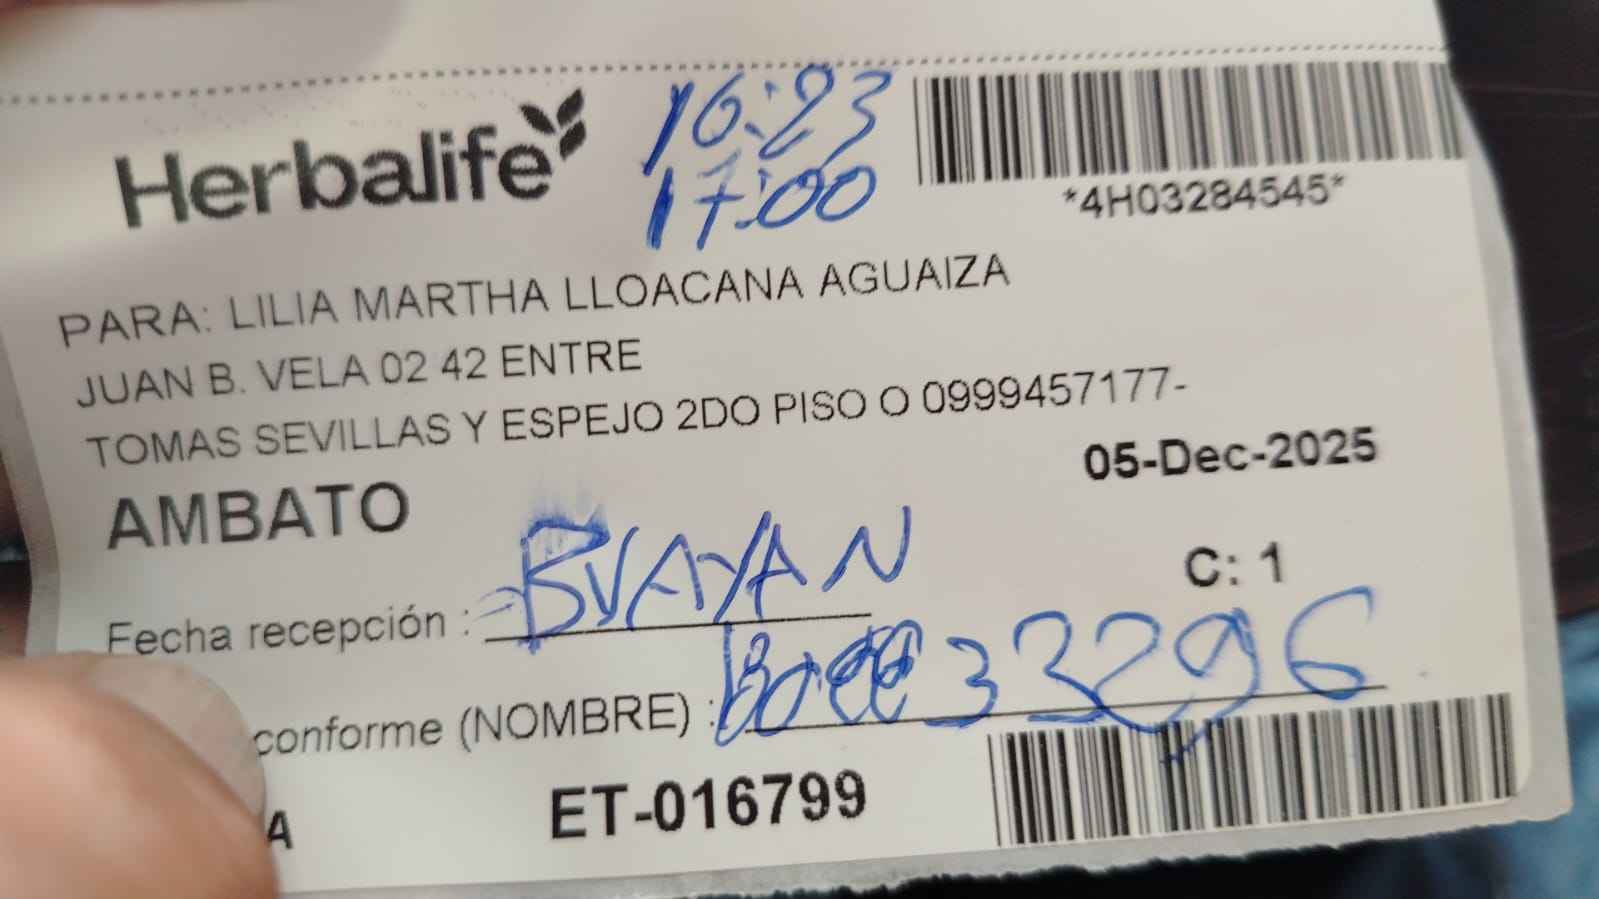 Herbalife
16:23
17:00
*4H03284545*
PARA: LILIA MARTHA LLOACANA AGUAIZA
JUAN B. VELA 02 42 ENTRE
TOMAS SEVILLAS Y ESPEJO 2DO PISO O 0999457177-
AMBATO
05-Dec-2025
C: 1
Fecha recepción :
conforme (NOMBRE) :
A
ET-016799